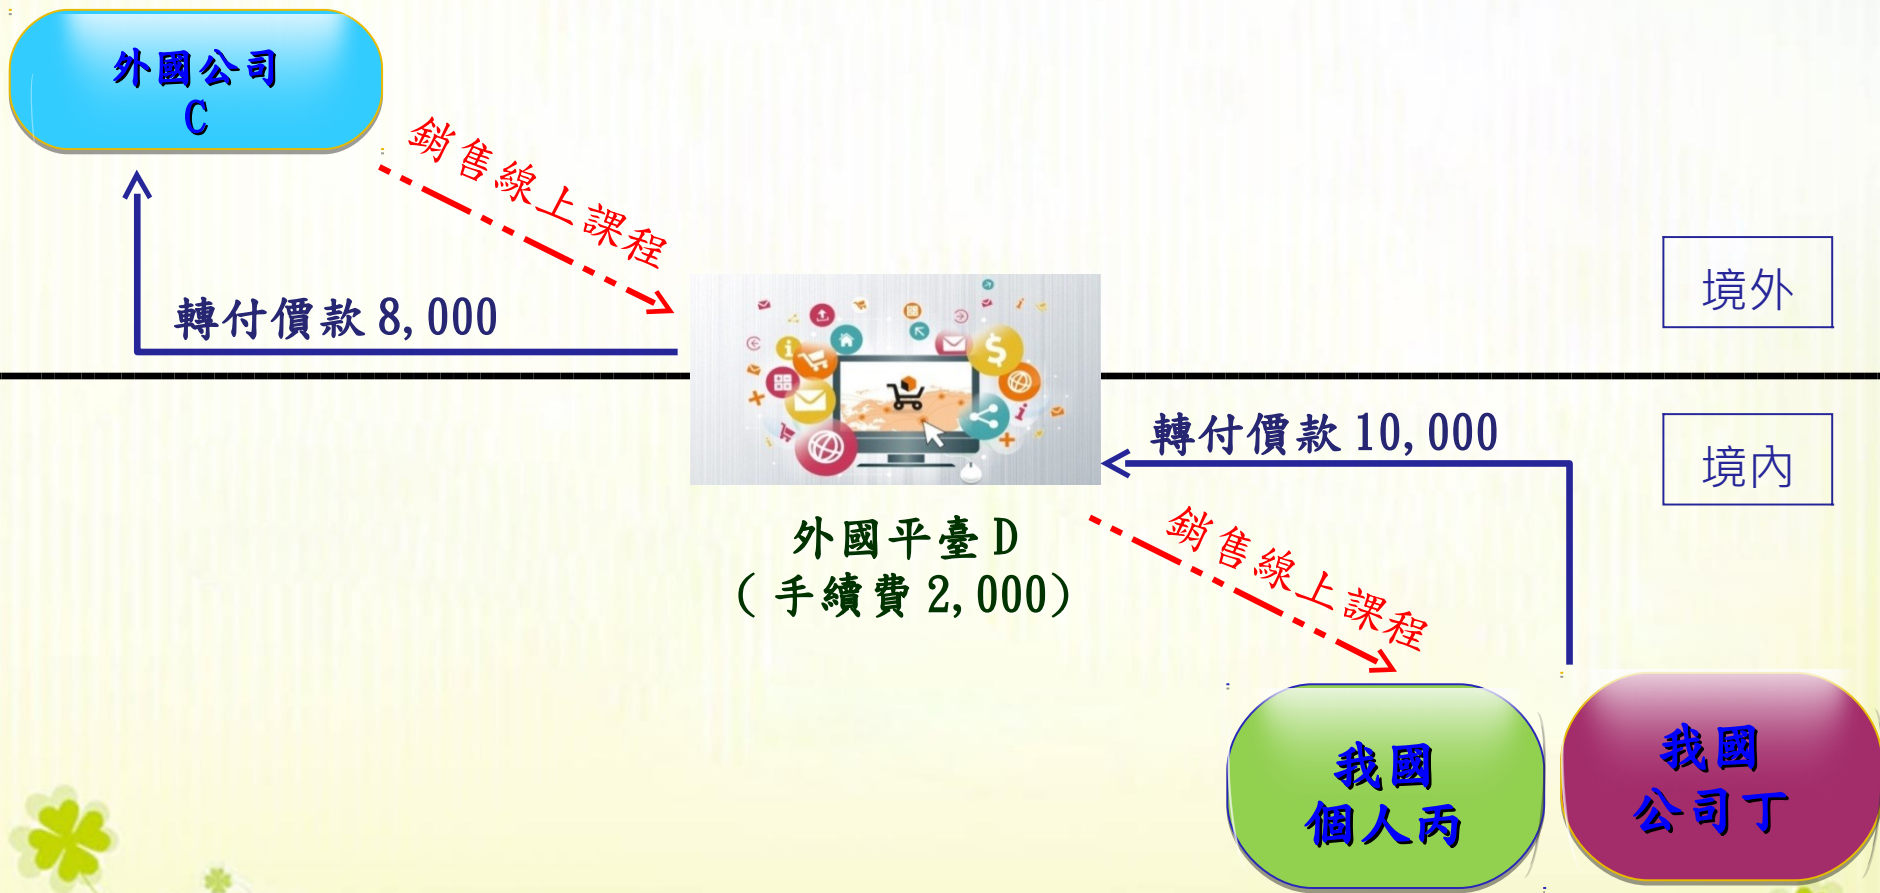 外國公司
C
銷售線上課程
轉付價款 8,000
境外
轉付價款 10,000
境內
外國平臺 D
( 手續費 2,000)
銷售線上課程
我國
個人丙
我國
公司丁